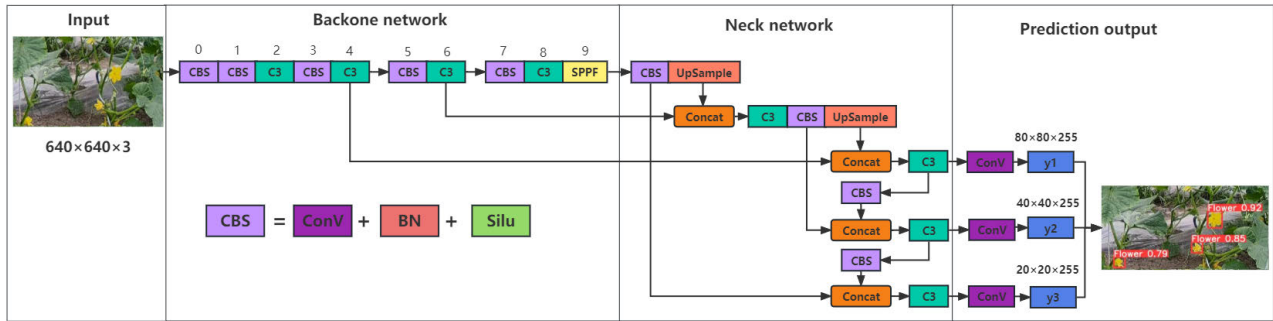 Input
Backone network
Neck network
Prediction output
0 1 2 3 4 5 6 7 8 9
CBS CBS C3 CBS C3 CBS C3 CBS C3 SPPF CBS UpSample
Concat C3 CBS UpSample
640×640×3
80×80×255
Concat C3 ConV y1
CBS
40×40×255
Concat C3 ConV y2
CBS
20×20×255
Concat C3 ConV y3
CBS = ConV + BN + Silu
Flower 0.92
Flower 0.85
Flower 0.79